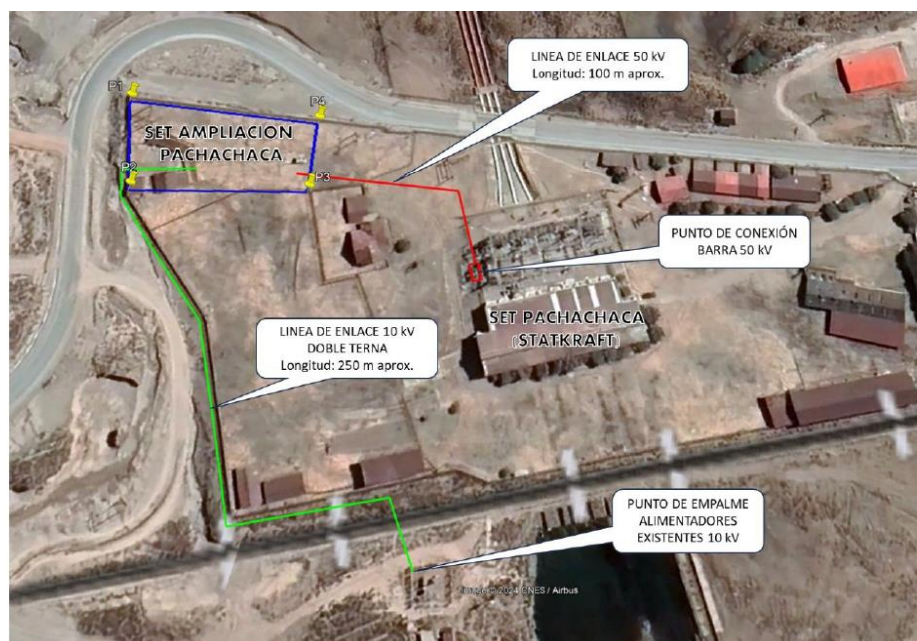 LINEA DE ENLACE 50 kV
Longitud: 100 m aprox.
P1
P4
SET AMPLIACION
PACHACHACA
P2
P3
PUNTO DE CONEXIÓN
BARRA 50 kV
SET PACHACHACA
(STATKRAFT)
LINEA DE ENLACE 10 kV
DOBLE TERNA
Longitud: 250 m aprox.
PUNTO DE EMPALME
ALIMENTADORES
EXISTENTES 10 kV
2024 CNES / Airbus